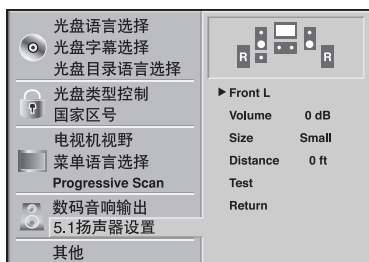 光盘语言选择
光盘字幕选择
光盘目录语言选择
光盘类型控制
国家区号
电视机视野
菜单语言选择
Progressive Scan
数码音响输出
5.1扬声器设置
其他
R R
Front L
Volume 0 dB
Size Small
Distance 0 ft
Test
Return